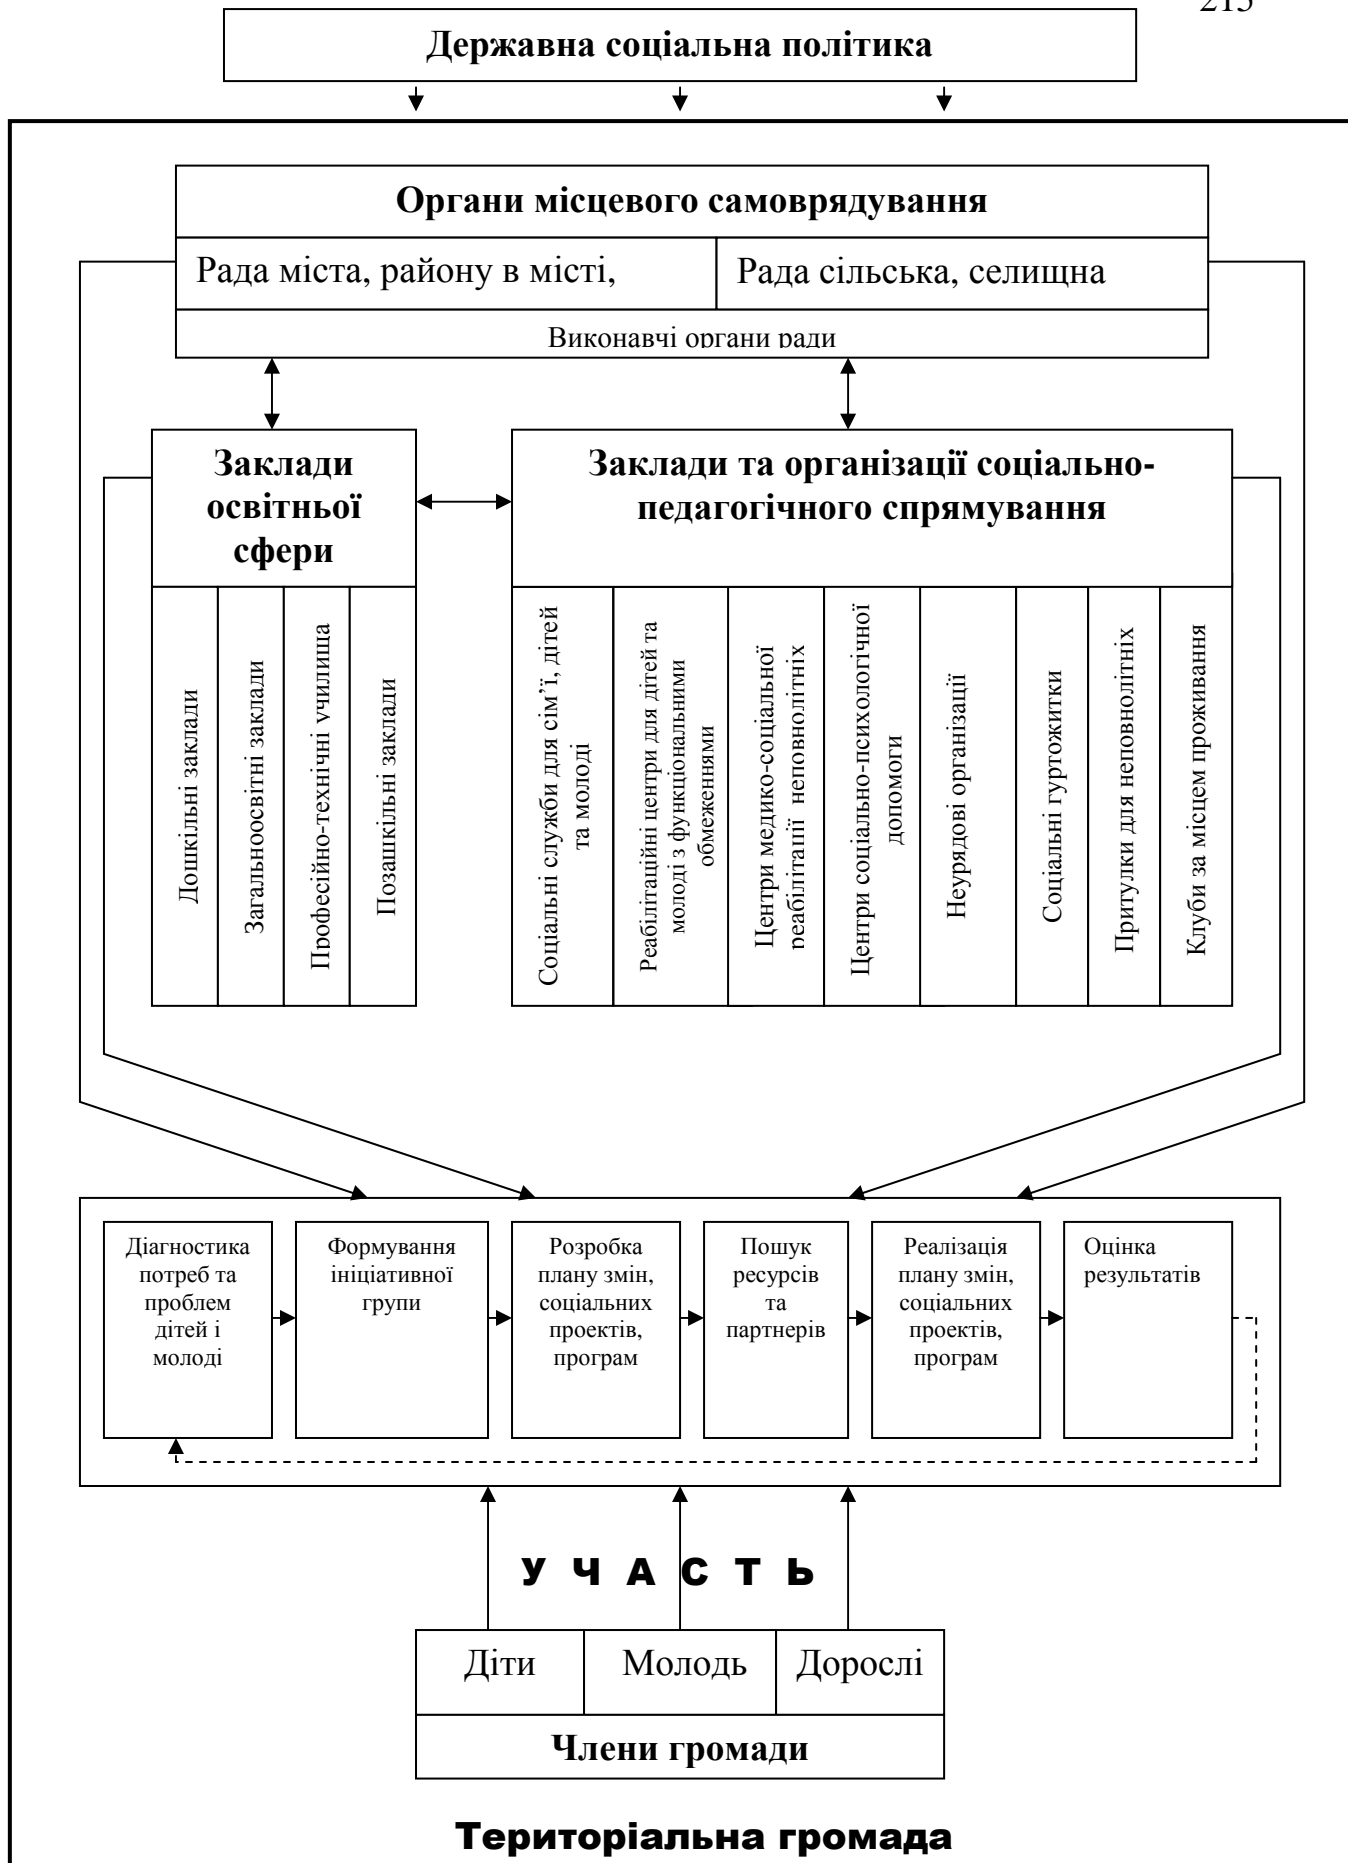 215
Державна соціальна політика
Органи місцевого самоврядування
Рада міста, району в місті,
Рада сільська, селищна
Виконавчі органи ради
Заклади
освітньої
сфери
Заклади та організації соціально-
педагогічного спрямування
Дошкільні заклади
Загальноосвітні заклади
Професійно-технічні училища
Позашкільні заклади
Соціальні служби для сім’ї, дітей
та молоді
Реабілітаційні центри для дітей та
молоді з функціональними
обмеженнями
Центри медико-соціальної
реабілітації неповнолітніх
Центри соціально-психологічної
допомоги
Неурядові організації
Соціальні гуртожитки
Притулки для неповнолітніх
Клуби за місцем проживання
Діагностика
потреб та
проблем
дітей і
молоді
Формування
ініціативної
групи
Розробка
плану змін,
соціальних
проектів,
програм
Пошук
ресурсів
та
партнерів
Реалізація
плану змін,
соціальних
проектів,
програм
Оцінка
результатів
У Ч А С Т Ь
Діти
Молодь
Дорослі
Члени громади
Територіальна громада